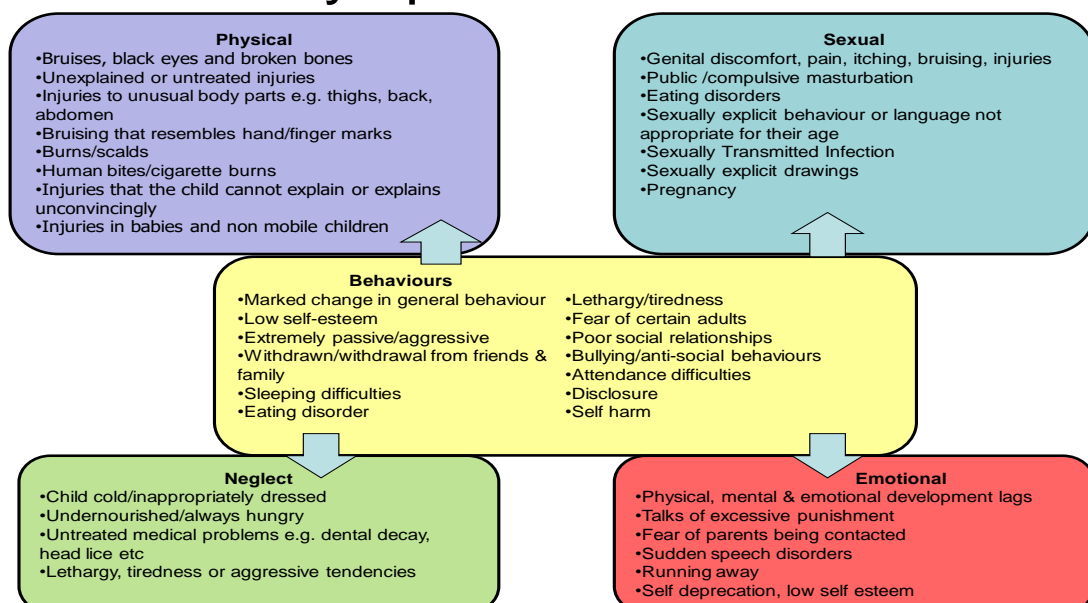 Physical
•Bruises, black eyes and broken bones
•Unexplained or untreated injuries
•Injuries to unusual body parts e.g. thighs, back,
abdomen
•Bruising that resembles hand/finger marks
•Burns/scalds
•Human bites/cigarette burns
•Injuries that the child cannot explain or explains
unconvincingly
•Injuries in babies and non mobile children
Sexual
•Genital discomfort, pain, itching, bruising, injuries
•Public /compulsive masturbation
•Eating disorders
•Sexually explicit behaviour or language not
appropriate for their age
•Sexually Transmitted Infection
•Sexually explicit drawings
•Pregnancy
Behaviours
•Marked change in general behaviour
•Low self-esteem
•Extremely passive/aggressive
•Withdrawn/withdrawal from friends &
family
•Sleeping difficulties
•Eating disorder
•Lethargy/tiredness
•Fear of certain adults
•Poor social relationships
•Bullying/anti-social behaviours
•Attendance difficulties
•Disclosure
•Self harm
Neglect
•Child cold/inappropriately dressed
•Undernourished/always hungry
•Untreated medical problems e.g. dental decay,
head lice etc
•Lethargy, tiredness or aggressive tendencies
Emotional
•Physical, mental & emotional development lags
•Talks of excessive punishment
•Fear of parents being contacted
•Sudden speech disorders
•Running away
•Self deprecation, low self esteem